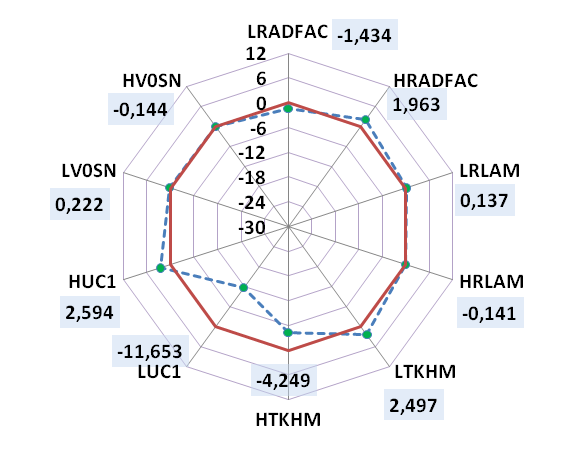 LRADFAC
-1,434
12
6
0
-6
-12
-18
-24
-30
HRADFAC
1,963
LRLAM
0,137
HRLAM
-0,141
LTKHM
2,497
HTKHM
-4,249
LUC1
-11,653
HUC1
2,594
LV0SN
0,222
HV0SN
-0,144